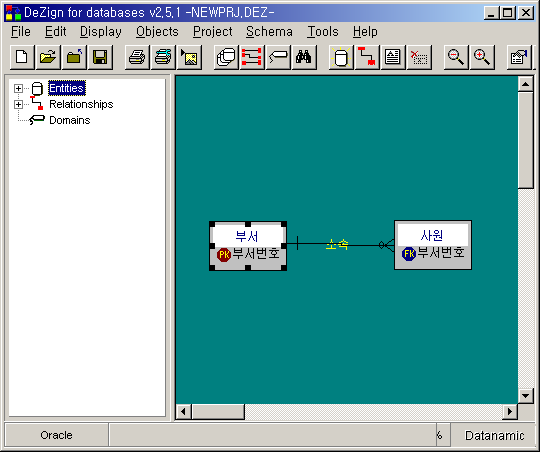 DeZign for databases v2.5.1 -NEWPRJ.DEZ-
File Edit Display Objects Project Schema Tools Help
Entities
Relationships
Domains
부서
PK 부서번호
소속
사원
FK 부서번호
Oracle
% Datanamic